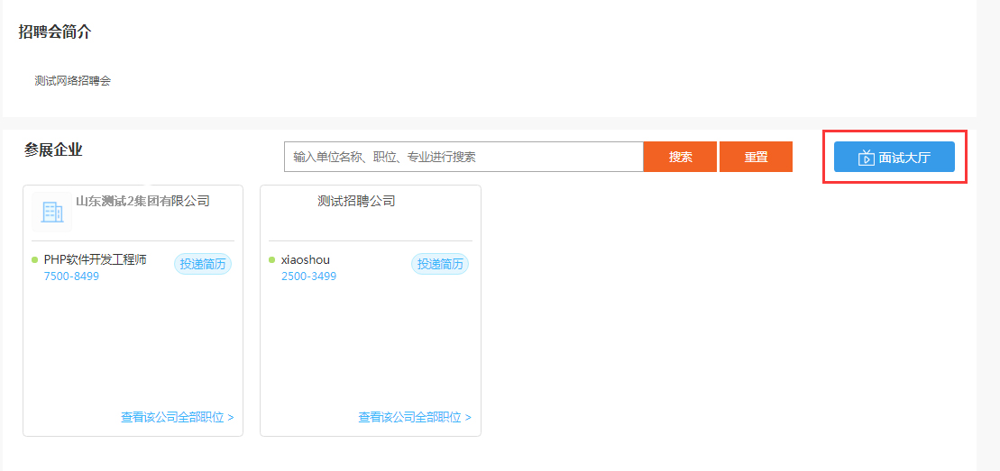 招聘会简介
测试网络招聘会
参展企业
输入单位名称、职位、专业进行搜索
搜索
重置
面试大厅
山东测试2集团有限公司
PHP软件开发工程师
投递简历
7500-8499
查看该公司全部职位 >
测试招聘公司
xiaoshou
投递简历
2500-3499
查看该公司全部职位 >